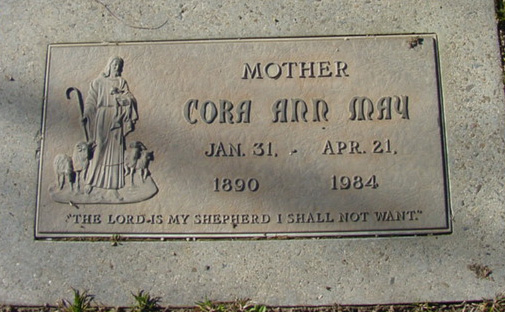 MOTHER
CORA ANN MAY
JAN. 31, - APR. 21,
1890 1984
"THE LORD IS MY SHEPHERD I SHALL NOT WANT."